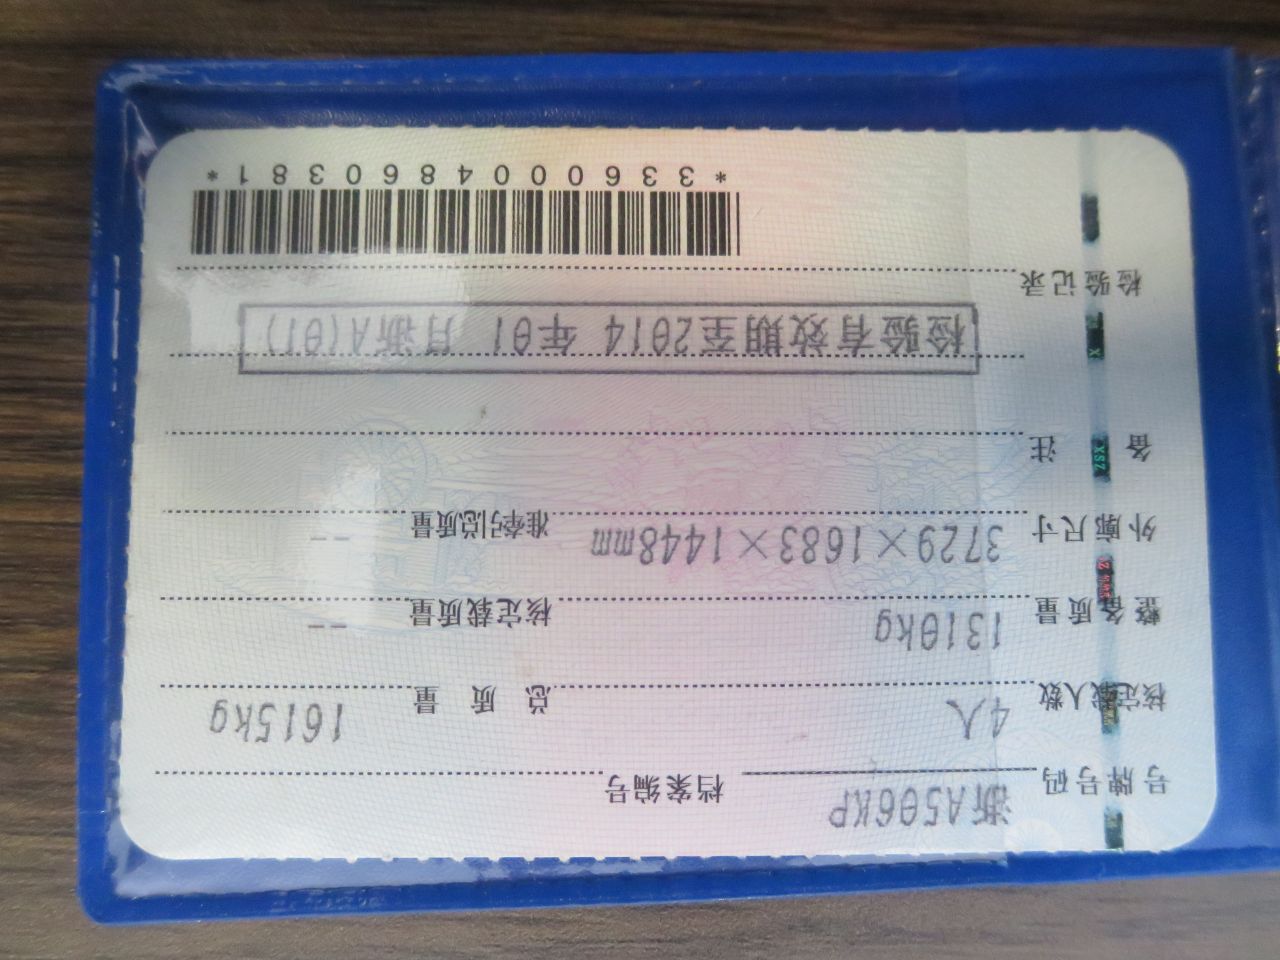 号牌号码 浙A506KP 档案编号
核定载人数 4人 总质量 1615kg
整备质量 1310kg 核定载质量 --
外廓尺寸 3729×1683×1448mm 准牵引总质量 --
备注
检验有效期至2014年01月浙A(01)
检验记录
*3360004860381*